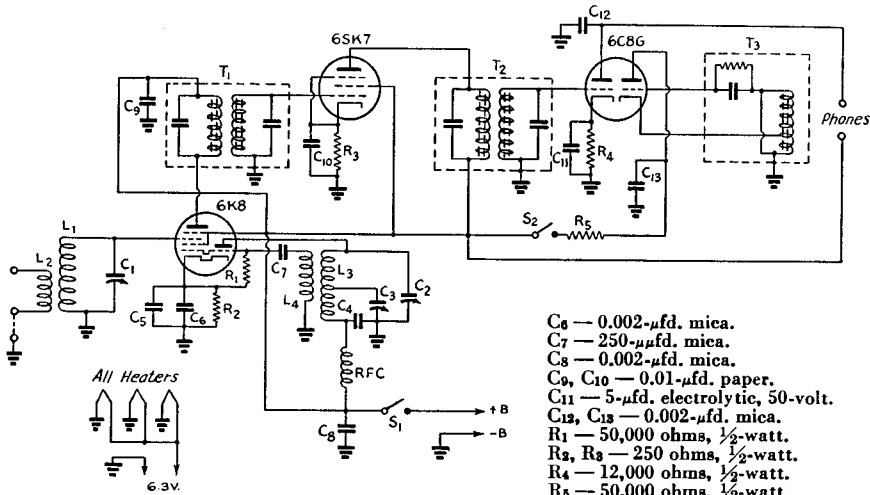 C12
6SK7
6C8G
T1
T2
T3
C9
C10
R3
C11
R4
C13
Phones
6K8
S2
R5
L1
L2
C1
R1
C7
L3
L4
C4
C3
C2
C5
C6
R2
RFC
All Heaters
C8
S1
+B
-B
6.3V.
C6 — 0.002-μfd. mica.
C7 — 250-μμfd. mica.
C8 — 0.002-μfd. mica.
C9, C10 — 0.01-μfd. paper.
C11 — 5-μfd. electrolytic, 50-volt.
C12, C13 — 0.002-μfd. mica.
R1 — 50,000 ohms, 1/2-watt.
R2, R3 — 250 ohms, 1/2-watt.
R4 — 12,000 ohms, 1/2-watt.
R5 — 50,000 ohms, 1/2-watt.